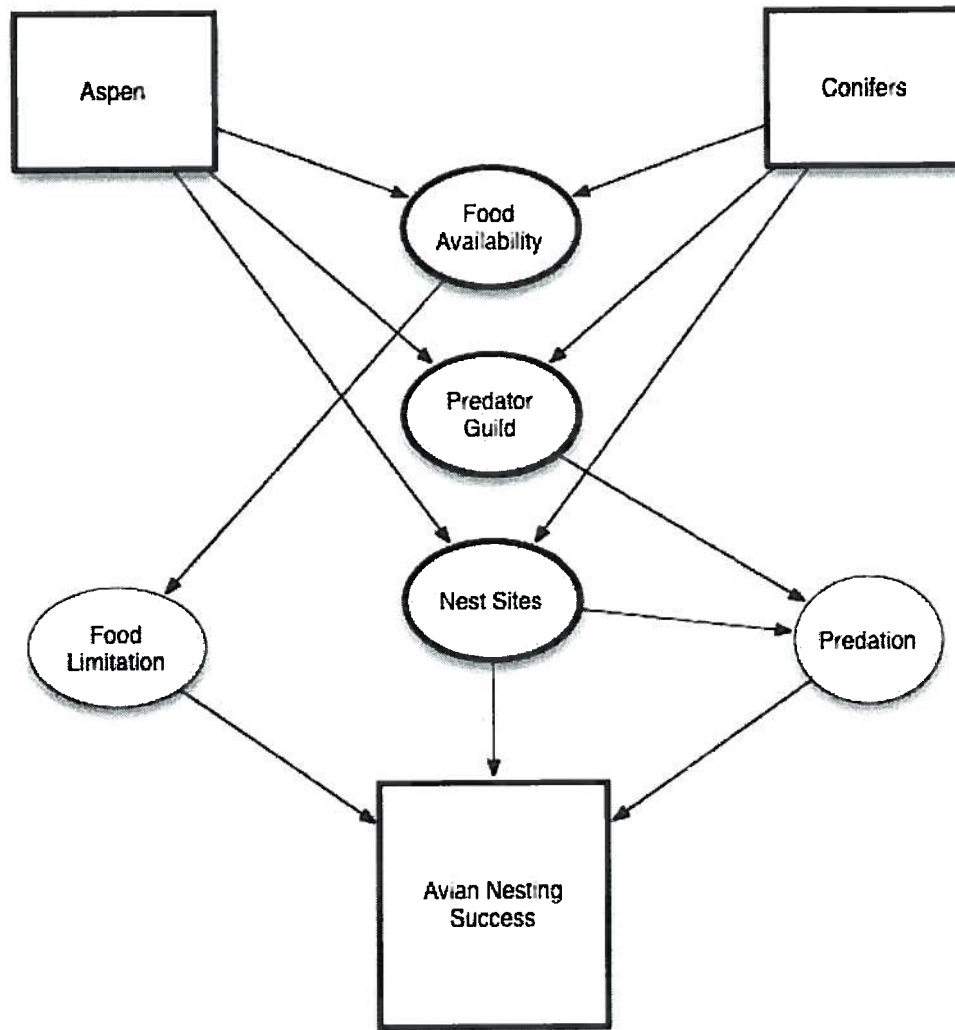 Aspen
Conifers
Food
Availability
Predator
Guild
Nest Sites
Food
Limitation
Predation
Avian Nesting
Success